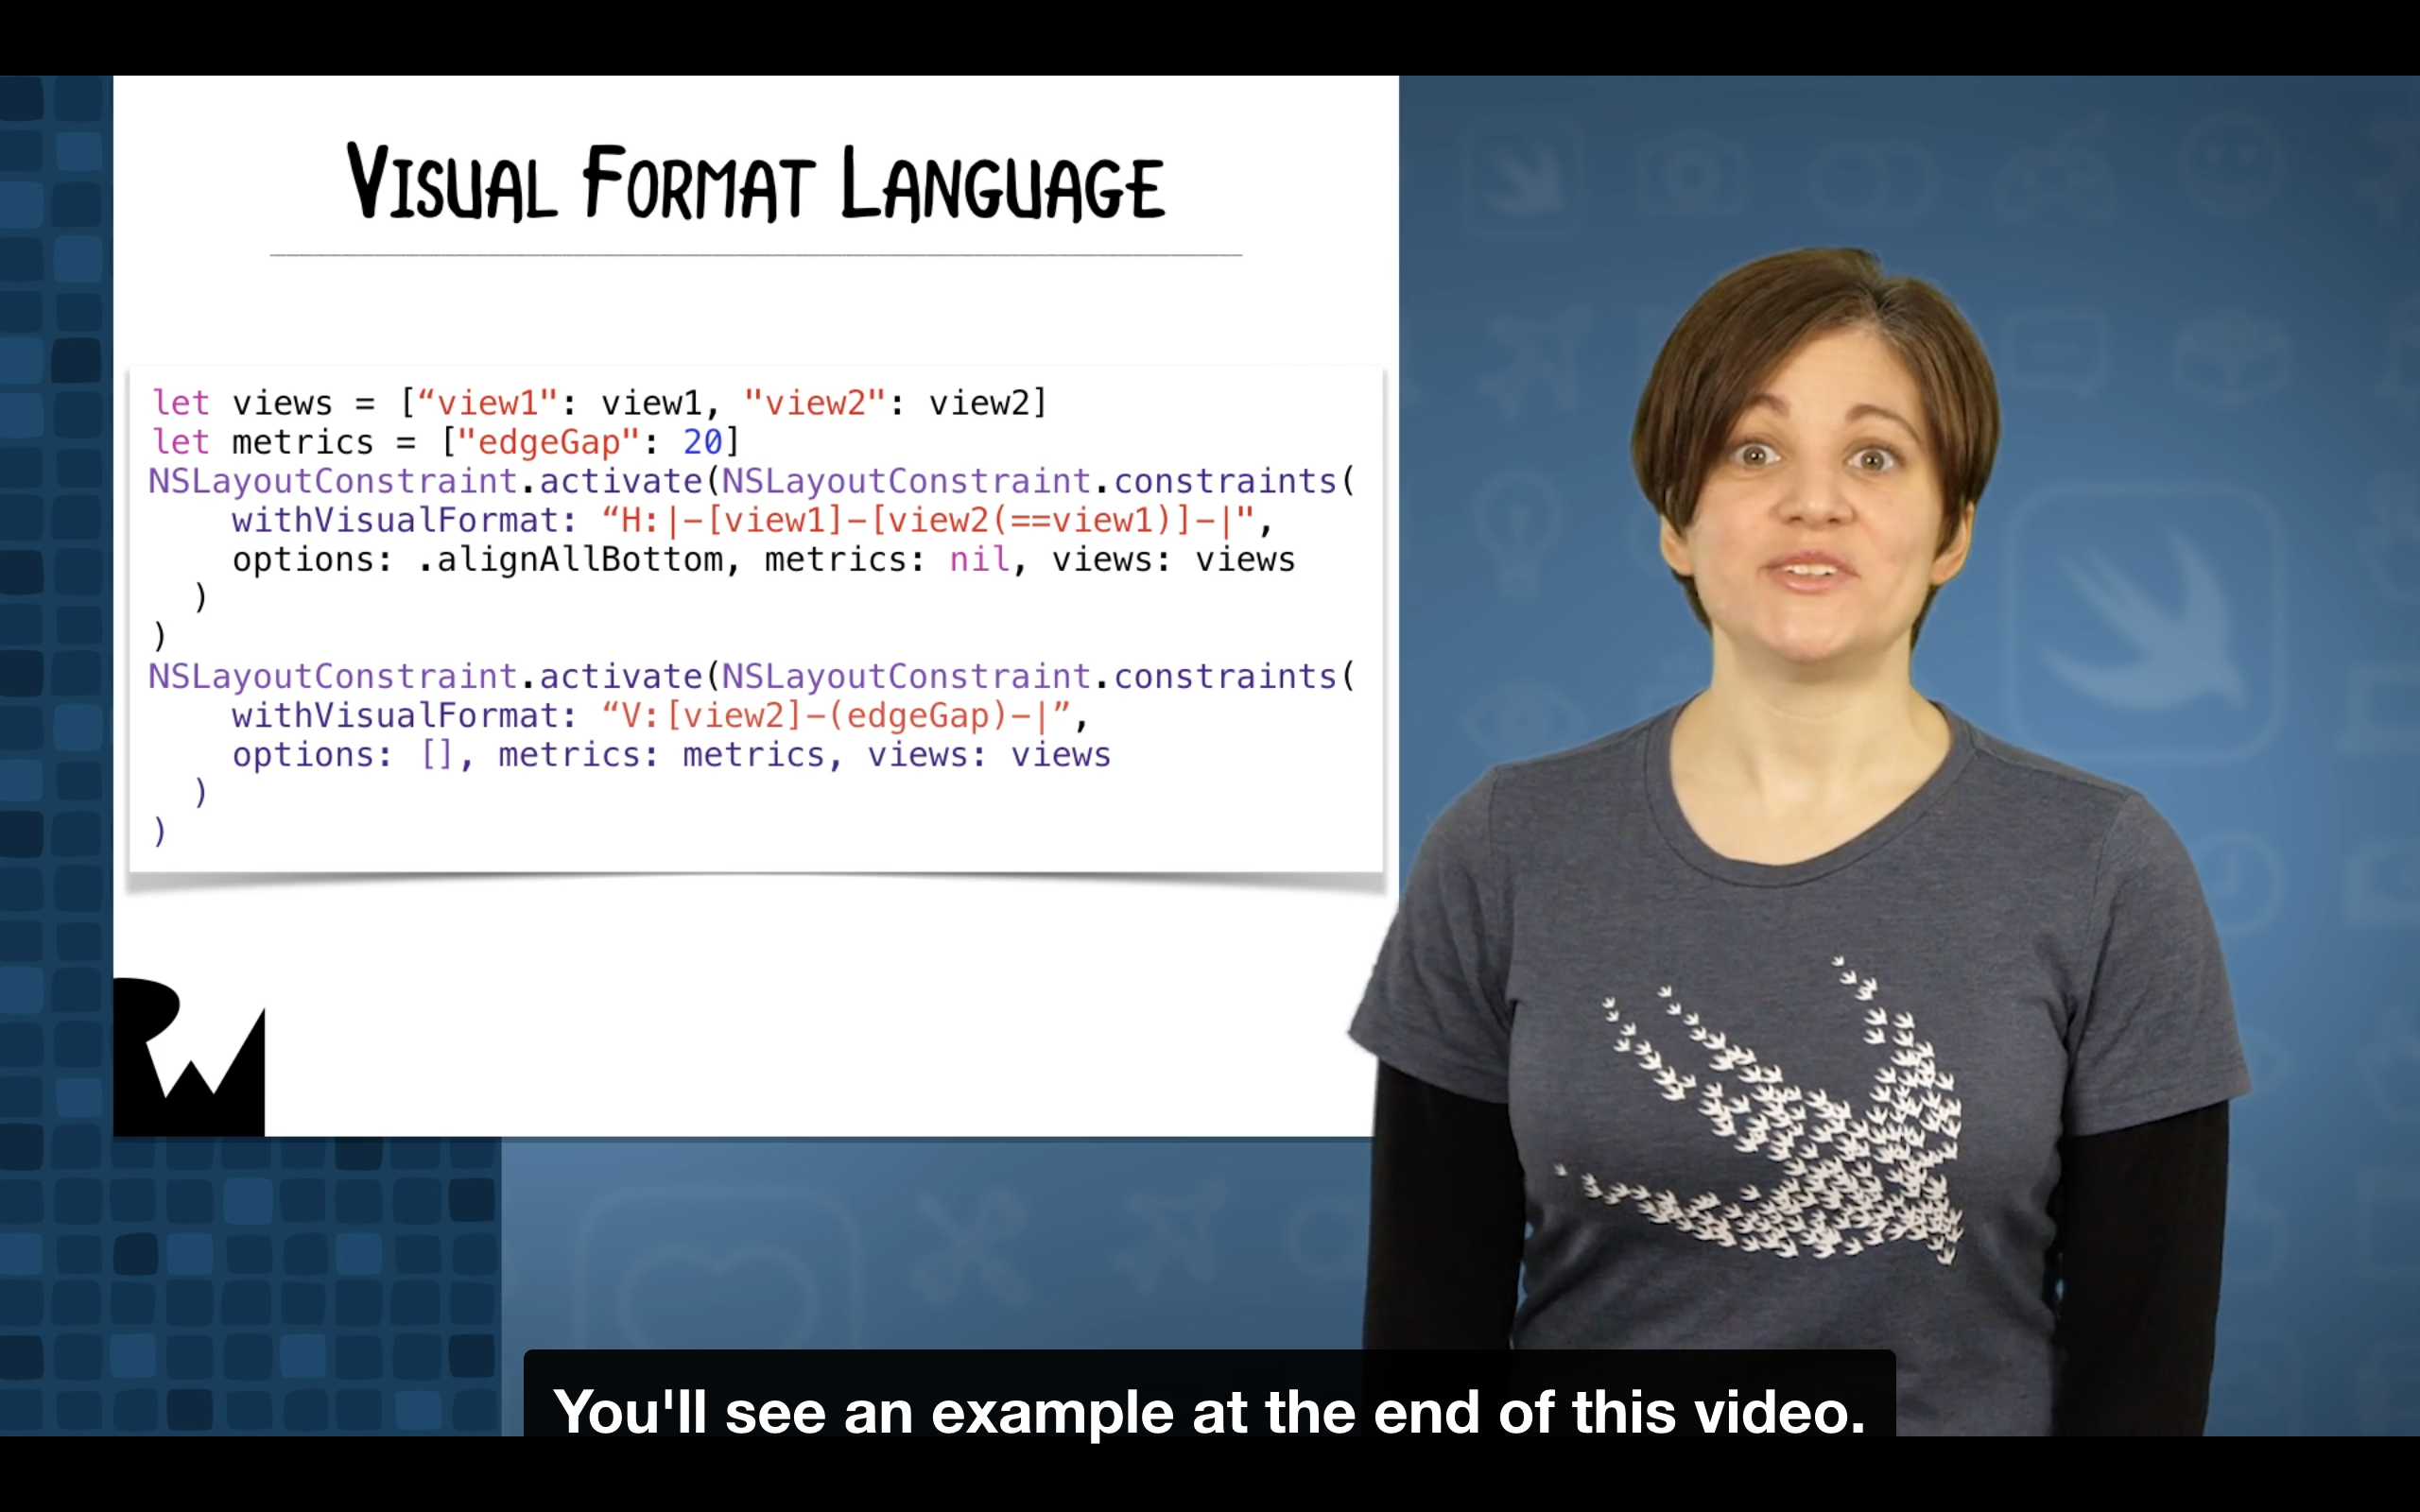 VISUAL FORMAT LANGUAGE
let views = [“view1": view1, "view2": view2]
let metrics = ["edgeGap": 20]
NSLayoutConstraint.activate(NSLayoutConstraint.constraints(
withVisualFormat: “H:|-[view1]-[view2(==view1)]-|",
options: .alignAllBottom, metrics: nil, views: views
)
)
NSLayoutConstraint.activate(NSLayoutConstraint.constraints(
withVisualFormat: “V:[view2]-(edgeGap)-|”,
options: [], metrics: metrics, views: views
)
)
RW
You'll see an example at the end of this video.